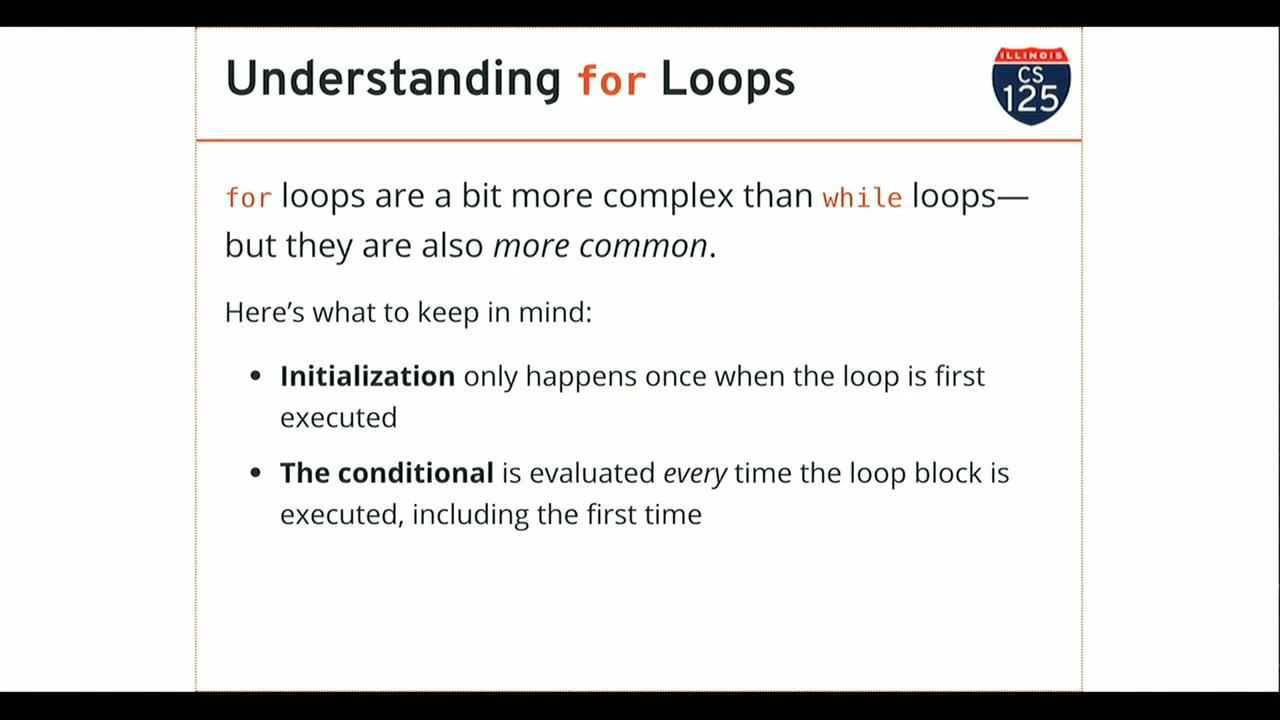 Understanding for Loops
ILLINOIS
CS
125
for loops are a bit more complex than while loops—
but they are also more common.
Here’s what to keep in mind:
• Initialization only happens once when the loop is first
executed
• The conditional is evaluated every time the loop block is
executed, including the first time